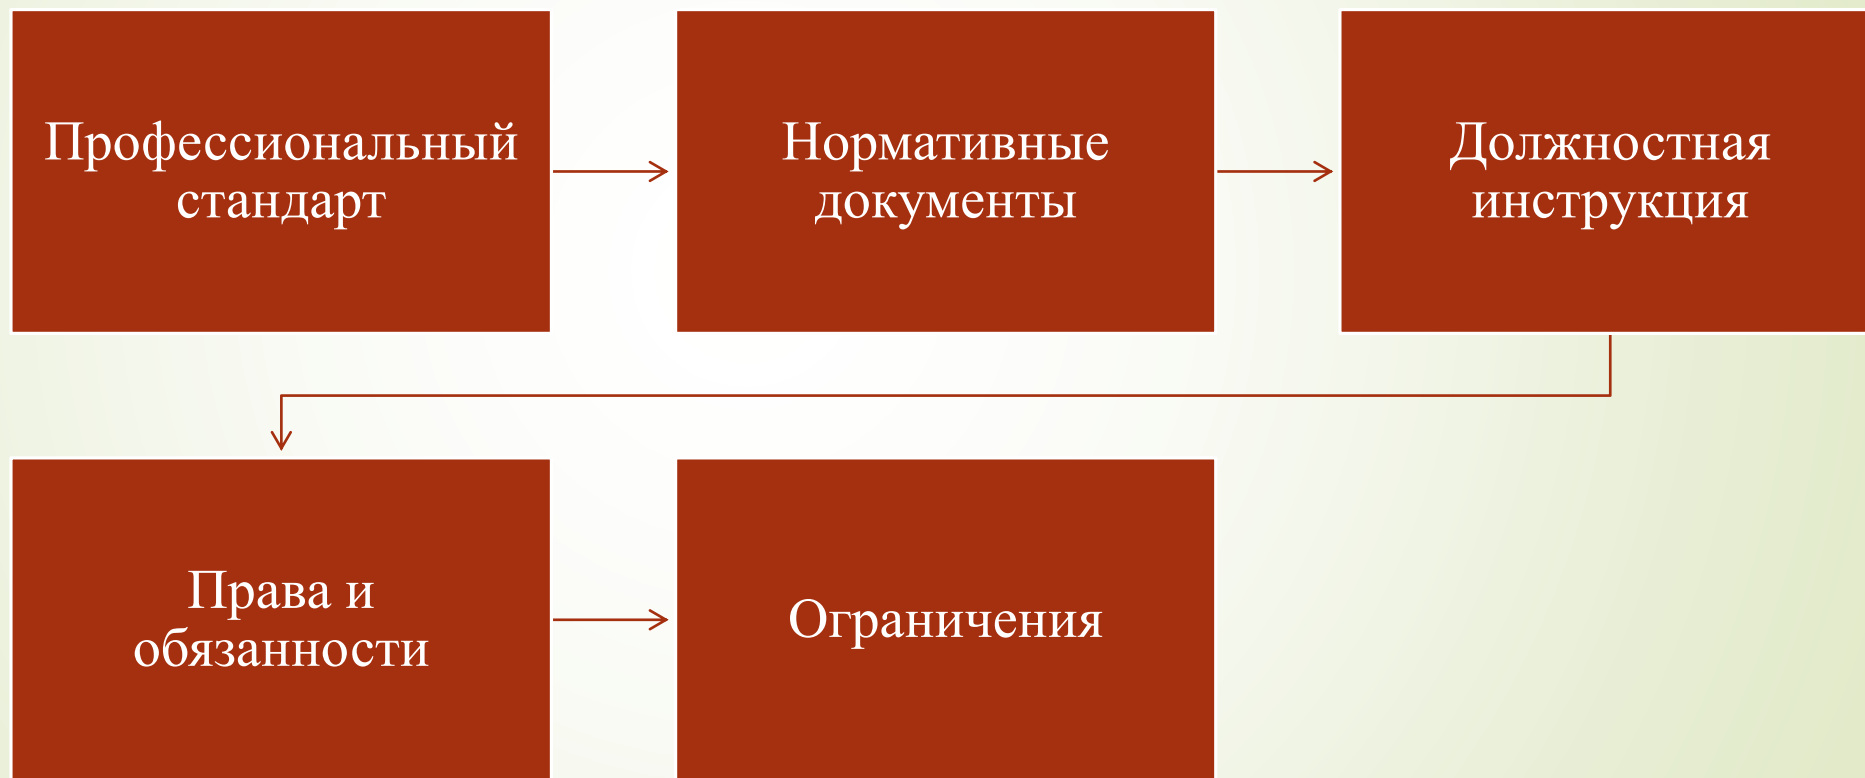 Профессиональный
стандарт
Нормативные
документы
Должностная
инструкция
Права и
обязанности
Ограничения